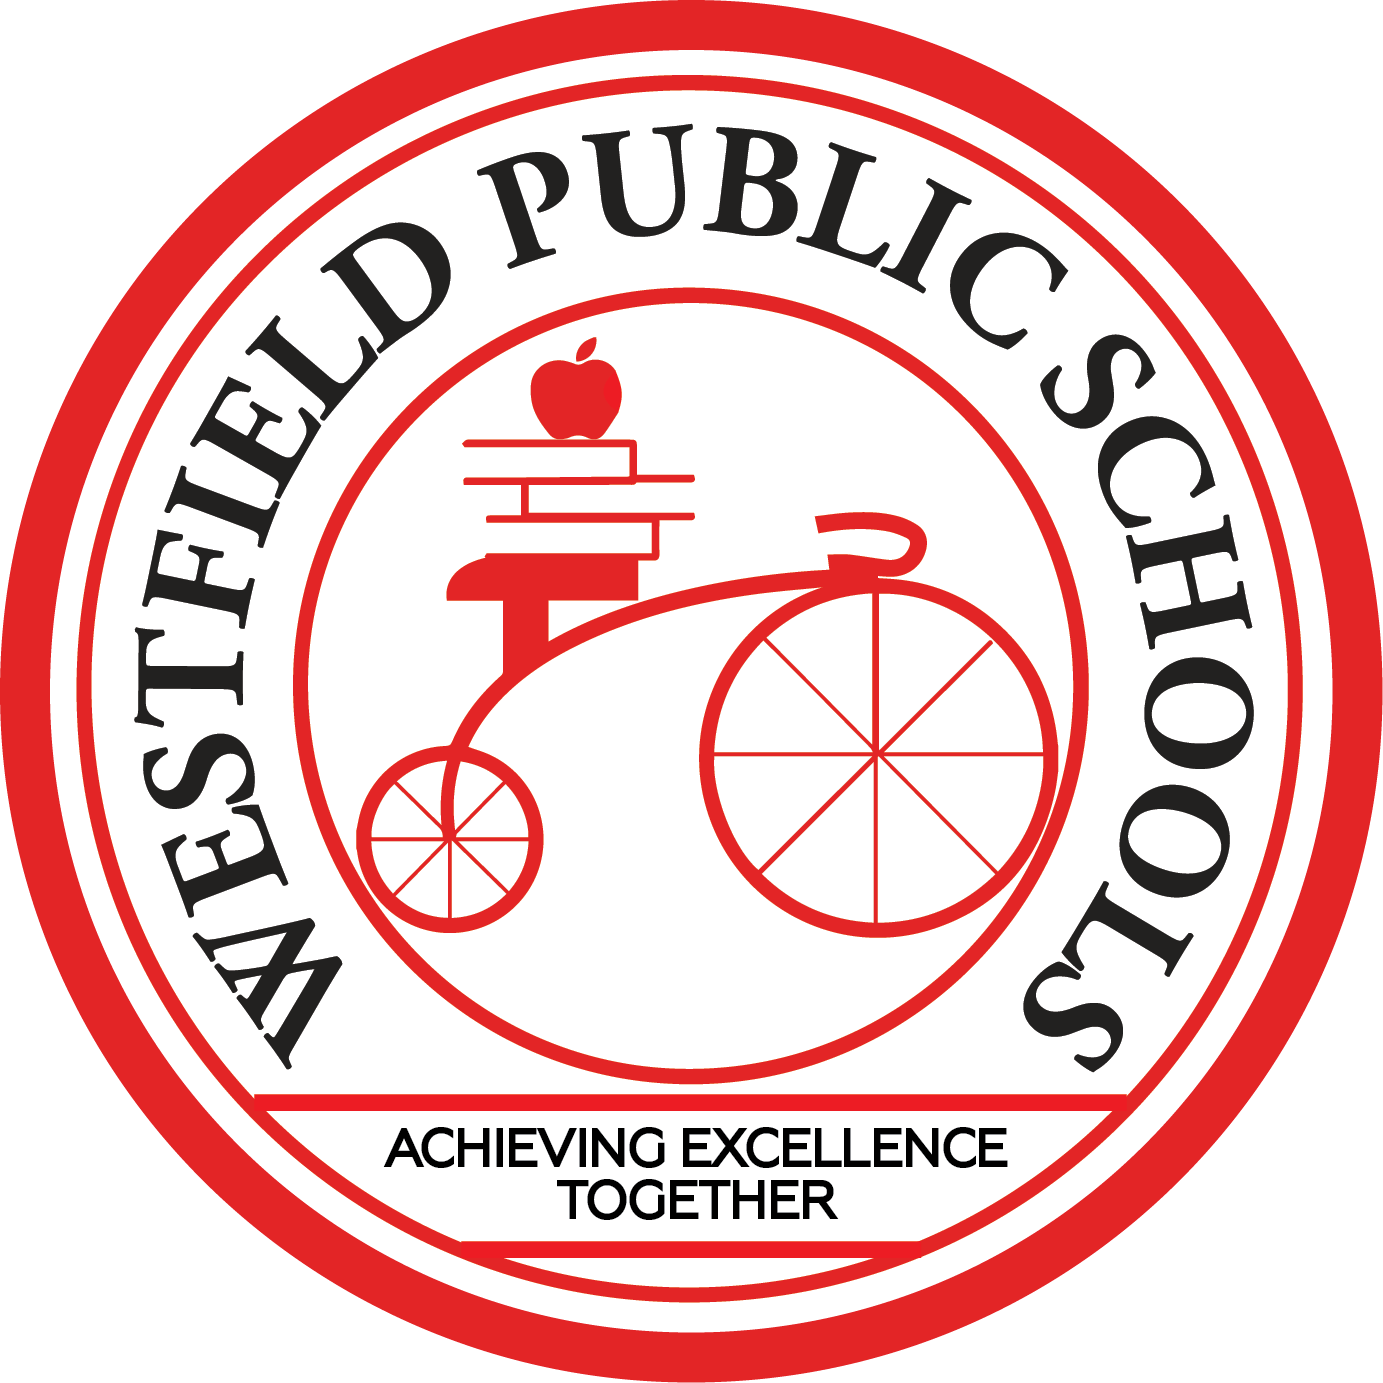 WESTFIELD PUBLIC SCHOOLS
ACHIEVING EXCELLENCE
TOGETHER